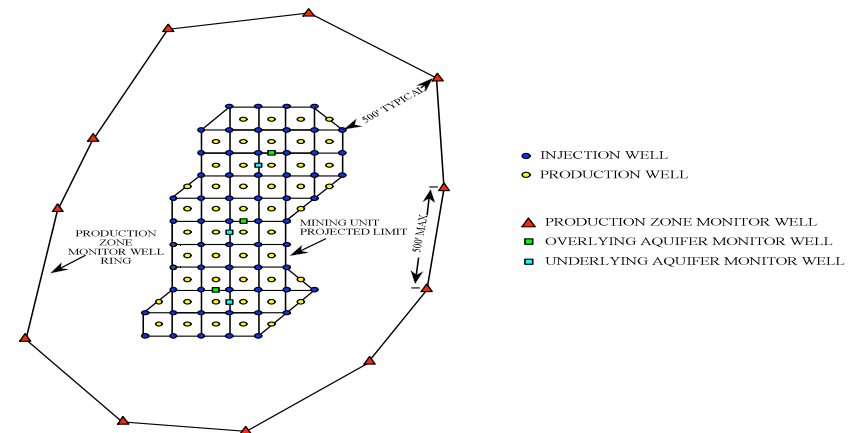 500' TYPICAL
INJECTION WELL
PRODUCTION WELL
500' MAX.
PRODUCTION ZONE MONITOR WELL
OVERLYING AQUIFER MONITOR WELL
UNDERLYING AQUIFER MONITOR WELL
MINING UNIT
PROJECTED LIMIT
PRODUCTION
ZONE
MONITOR WELL
RING